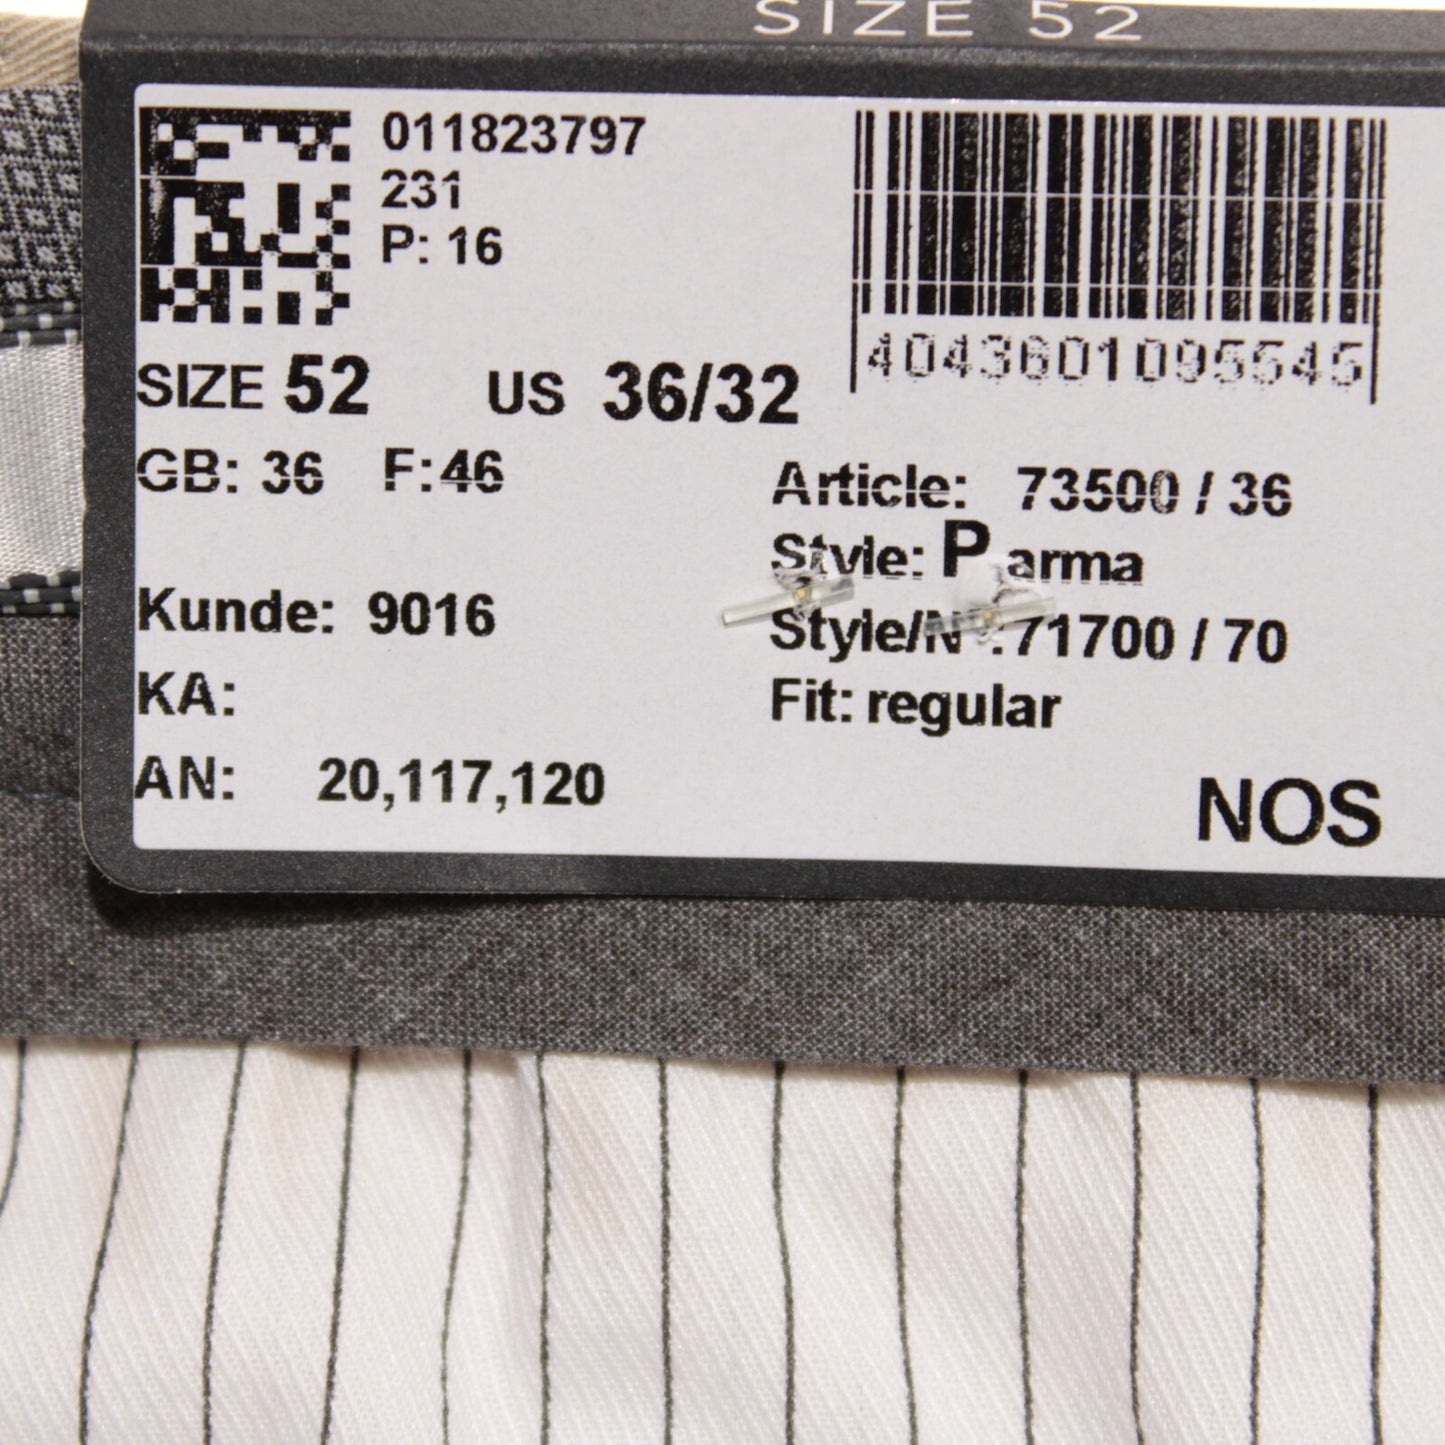 SIZE 52
011823797
231
P: 16
4043601095545
SIZE 52 US 36/32
GB: 36 F:46
Article: 73500 / 36
Style: Parma
Kunde: 9016
Style/N :71700 / 70
KA:
Fit: regular
AN: 20,117,120
NOS